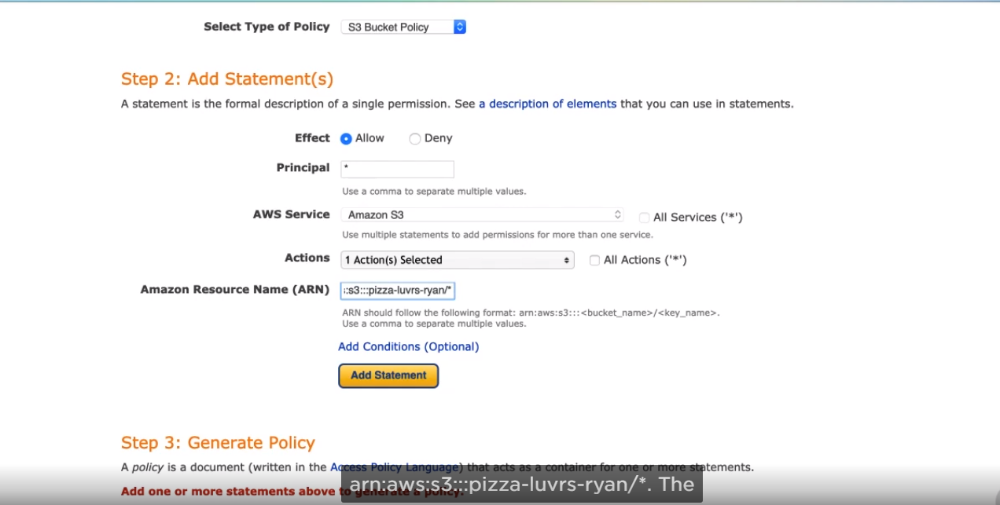 Select Type of Policy S3 Bucket Policy
Step 2: Add Statement(s)
A statement is the formal description of a single permission. See a description of elements that you can use in statements.
Effect Allow Deny
Principal *
Use a comma to separate multiple values.
AWS Service Amazon S3 All Services ('*')
Use multiple statements to add permissions for more than one service.
Actions 1 Action(s) Selected All Actions ('*')
Amazon Resource Name (ARN) :s3:::pizza-luvrs-ryan/*
ARN should follow the following format: arn:aws:s3:::<bucket_name>/<key_name>.
Use a comma to separate multiple values.
Add Conditions (Optional)
Add Statement
Step 3: Generate Policy
A policy is a document (written in the Access Policy Language) that acts as a container for one or more statements.
Add one or more statements above to generate a policy.
arn:aws:s3:::pizza-luvrs-ryan/*. The